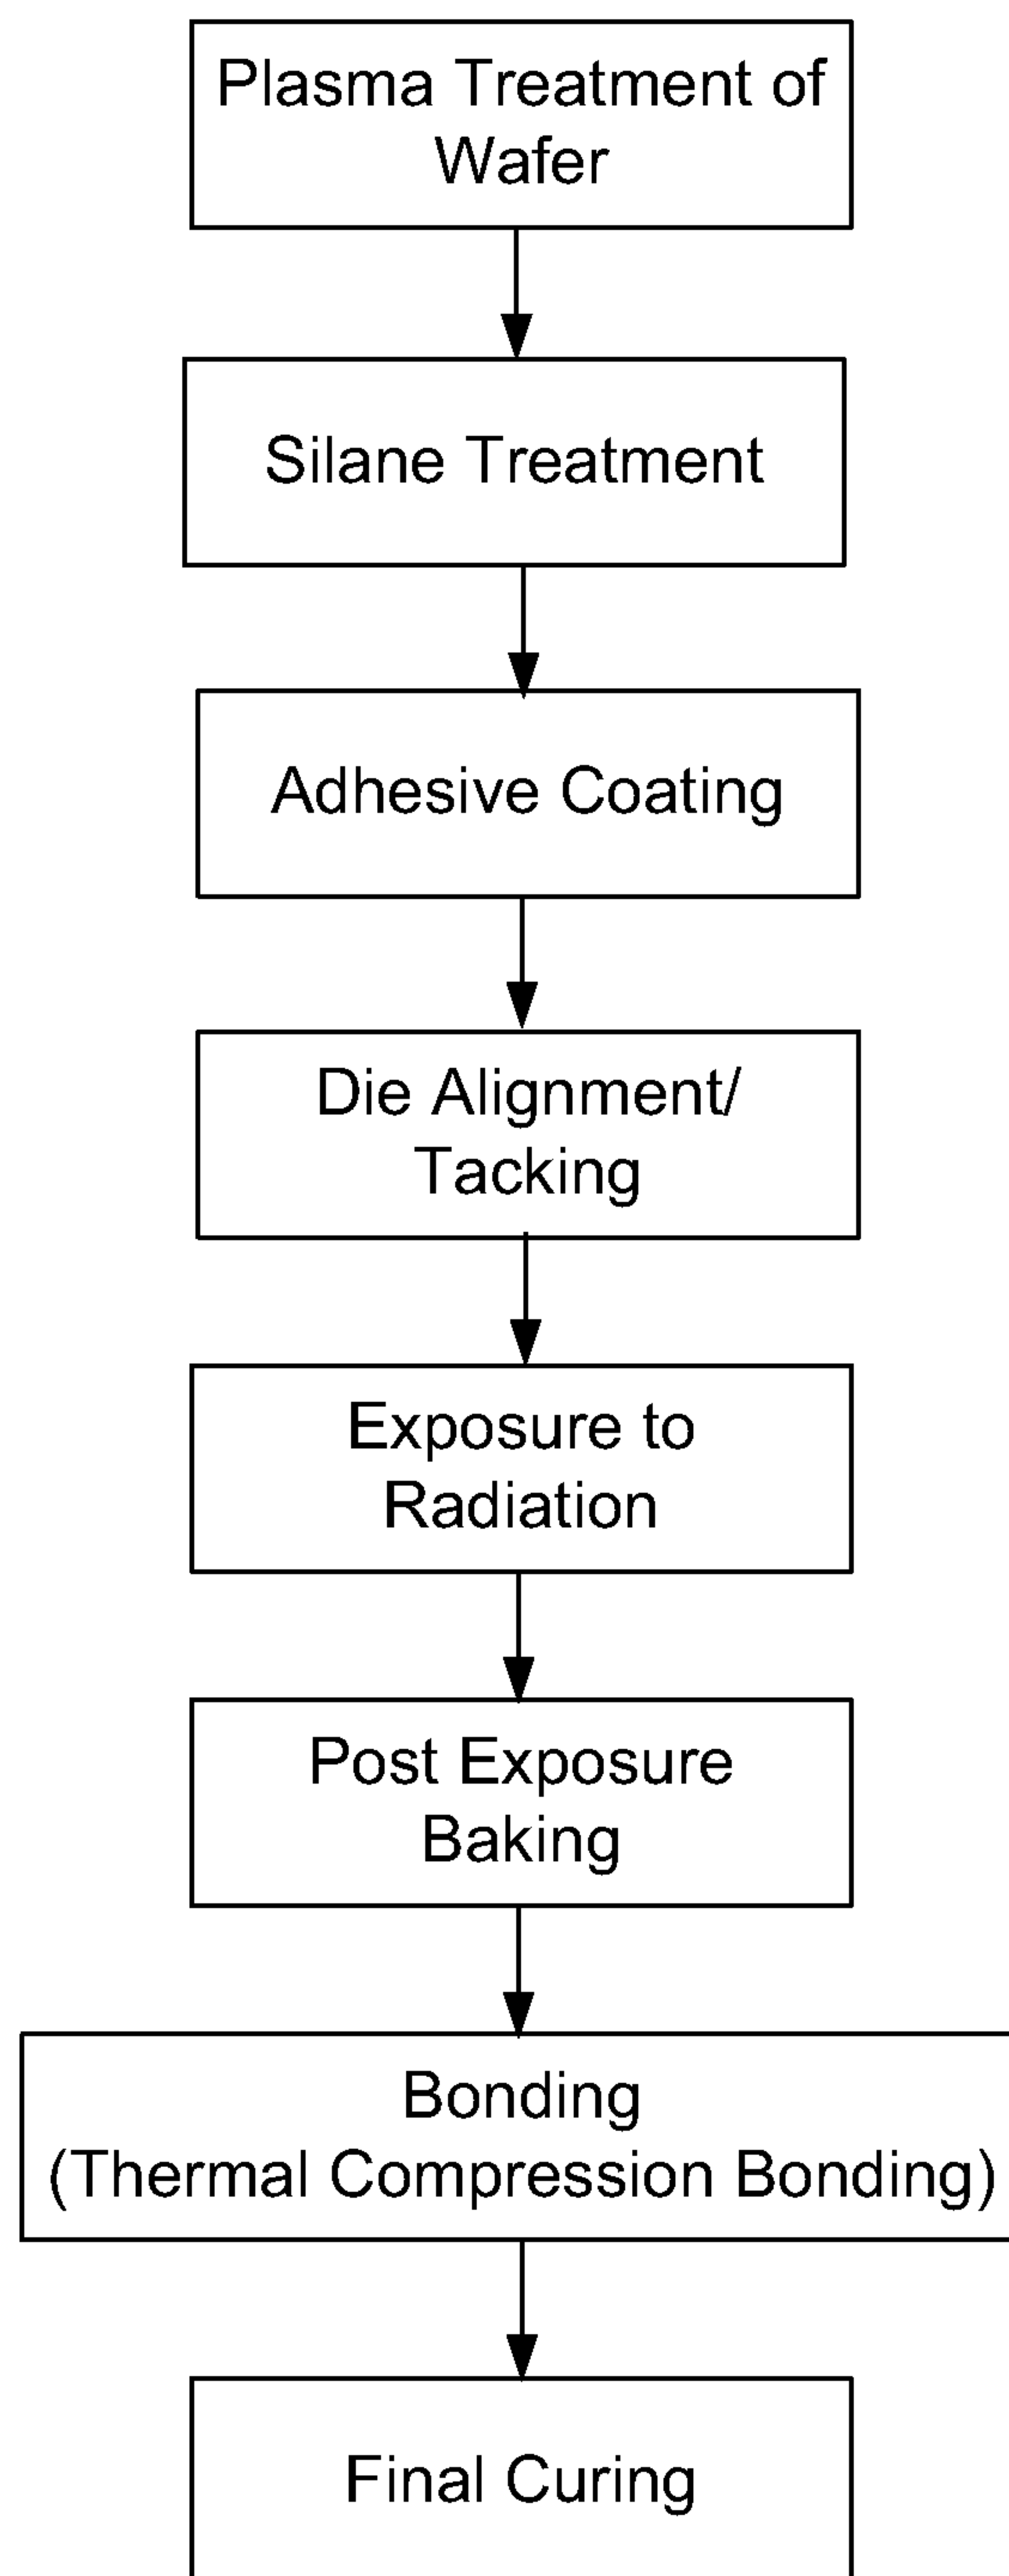 Plasma Treatment of
Wafer
Silane Treatment
Adhesive Coating
Die Alignment/
Tacking
Exposure to
Radiation
Post Exposure
Baking
Bonding
(Thermal Compression Bonding)
Final Curing